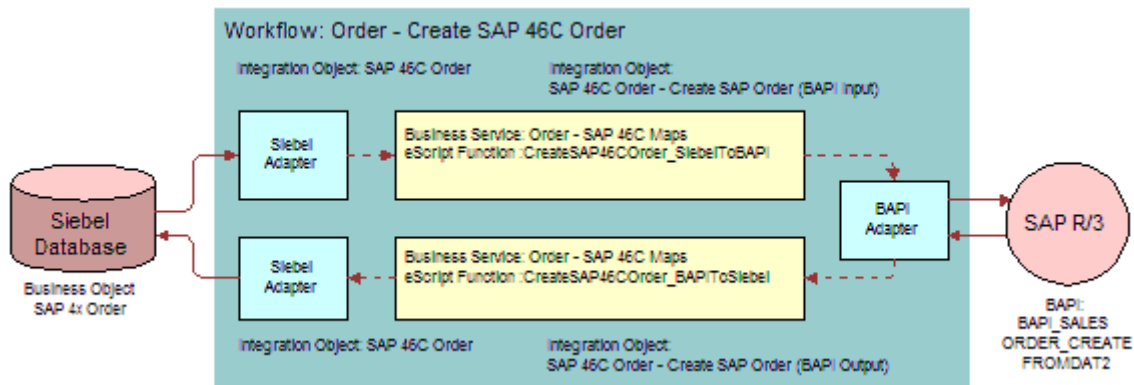 Workflow: Order - Create SAP 46C Order
Integration Object: SAP 46C Order
Integration Object:
SAP 46C Order - Create SAP Order (BAPI Input)
Siebel
Adapter
Business Service: Order - SAP 46C Maps
eScript Function :CreateSAP46COrder_SiebelToBAPI
Siebel
Database
Business Object
SAP 4x Order
BAPI
Adapter
SAP R/3
BAPI:
BAPI_SALES
ORDER_CREATE
FROMDAT2
Siebel
Adapter
Business Service: Order - SAP 46C Maps
eScript Function :CreateSAP46COrder_BAPIToSiebel
Integration Object: SAP 46C Order
Integration Object:
SAP 46C Order - Create SAP Order (BAPI Output)